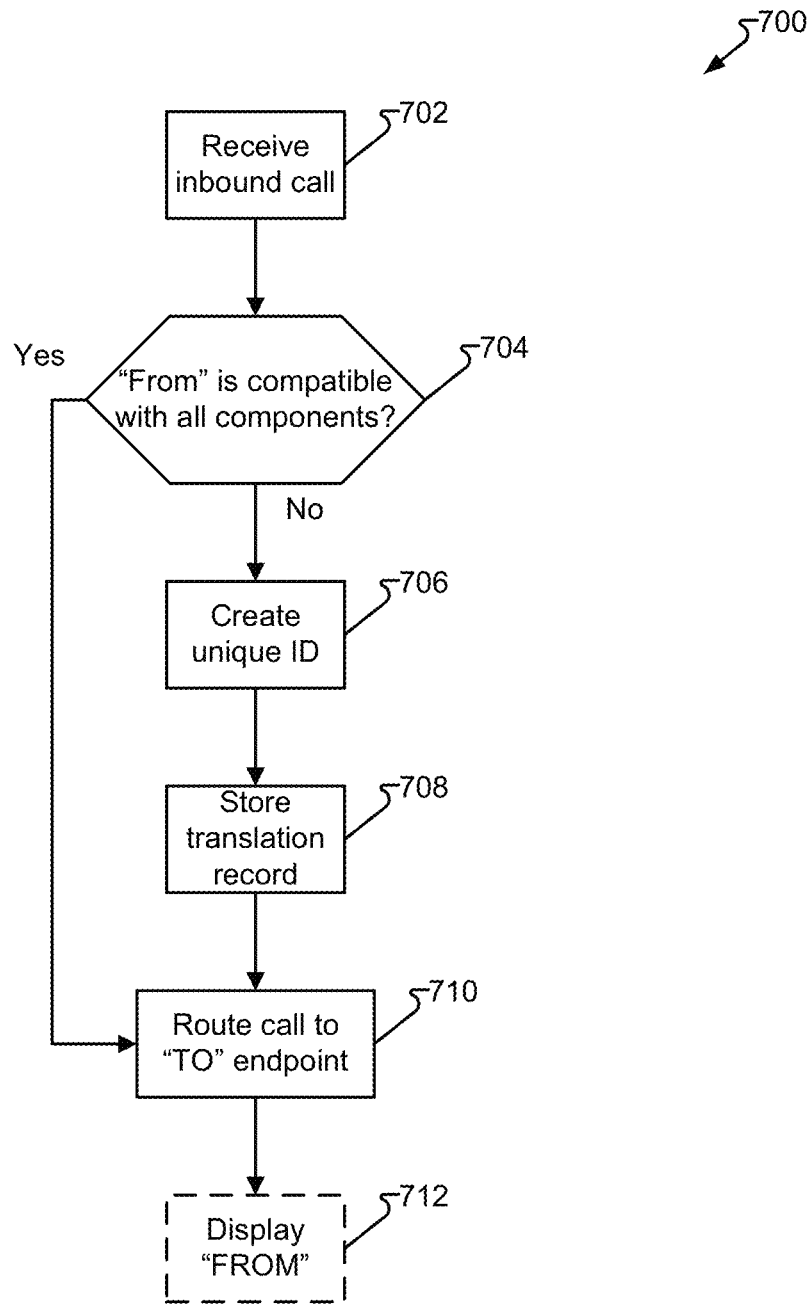 700
702
Receive
inbound call
704
Yes
“From” is compatible
with all components?
No
706
Create
unique ID
708
Store
translation
record
710
Route call to
“TO” endpoint
712
Display
“FROM”